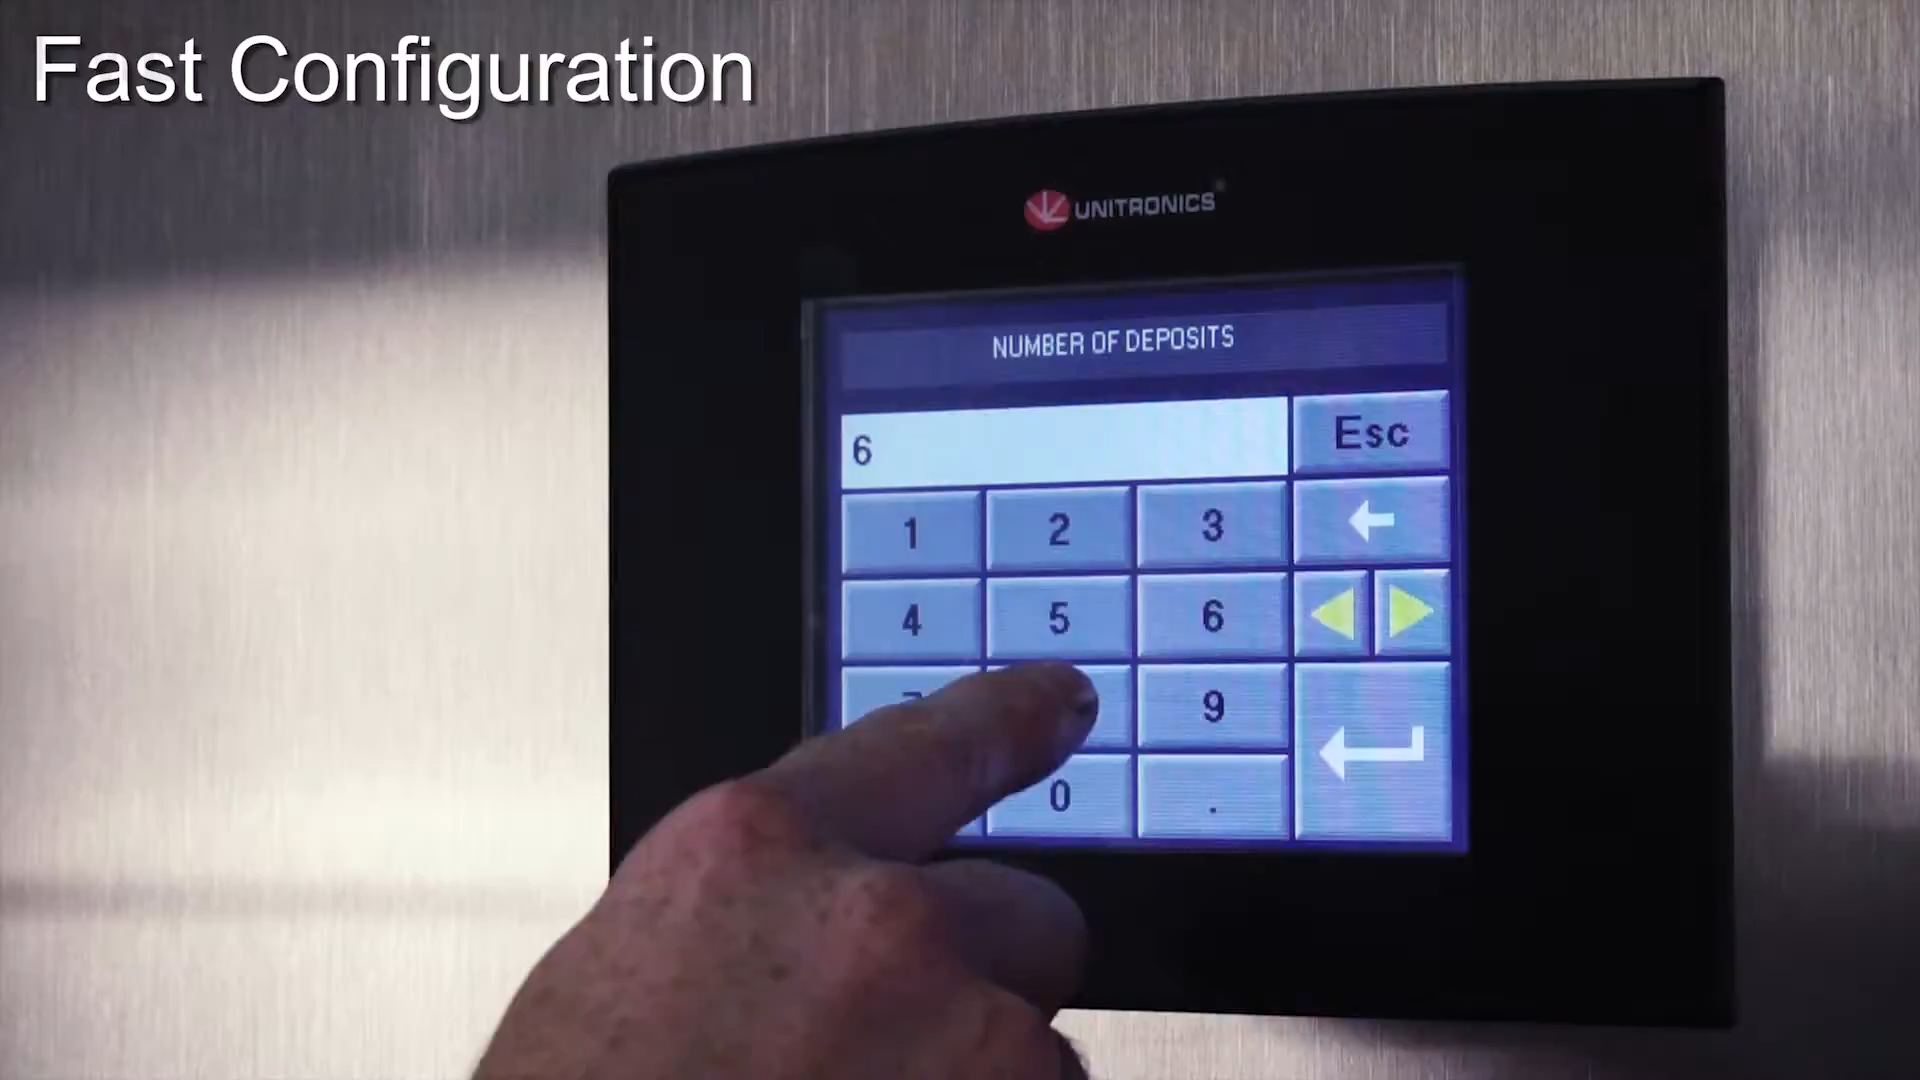 Fast Configuration
UNITRONICS
NUMBER OF DEPOSITS
6
Esc
1 2 3
4 5 6
9
0 .